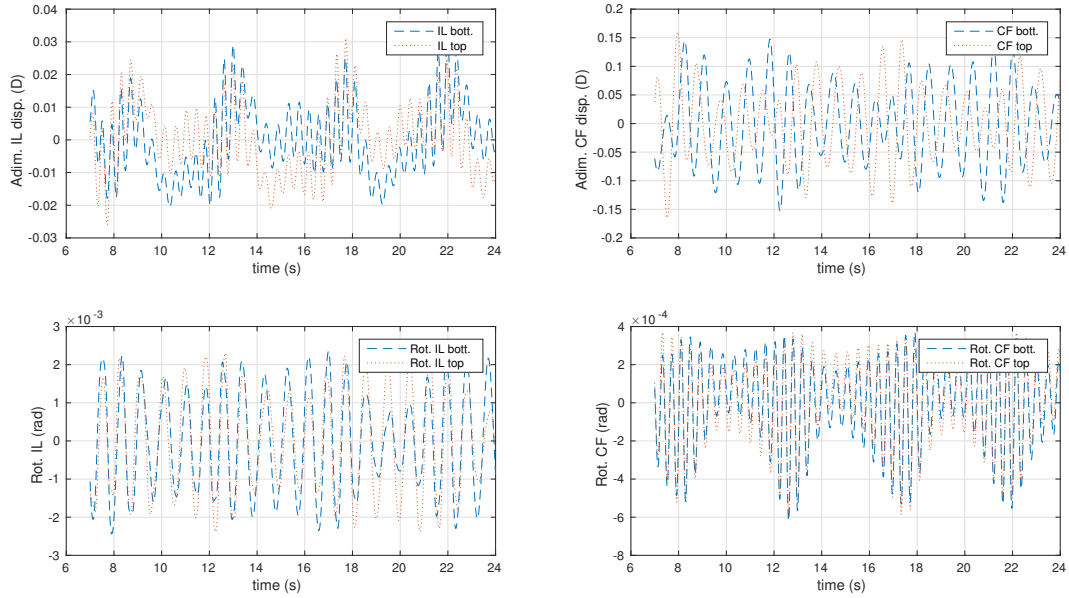 0.04
0.03
0.02
0.01
0
-0.01
-0.02
-0.03
Adim. IL disp. (D)
6 8 10 12 14 16 18 20 22 24
time (s)
IL bott.
IL top
0.2
0.15
0.1
0.05
0
-0.05
-0.1
-0.15
-0.2
Adim. CF disp. (D)
6 8 10 12 14 16 18 20 22 24
time (s)
CF bott.
CF top
×10⁻³
3
2
1
0
-1
-2
-3
Rot. IL (rad)
6 8 10 12 14 16 18 20 22 24
time (s)
Rot. IL bott.
Rot. IL top
×10⁻⁴
4
2
0
-2
-4
-6
-8
Rot. CF (rad)
6 8 10 12 14 16 18 20 22 24
time (s)
Rot. CF bott.
Rot. CF top